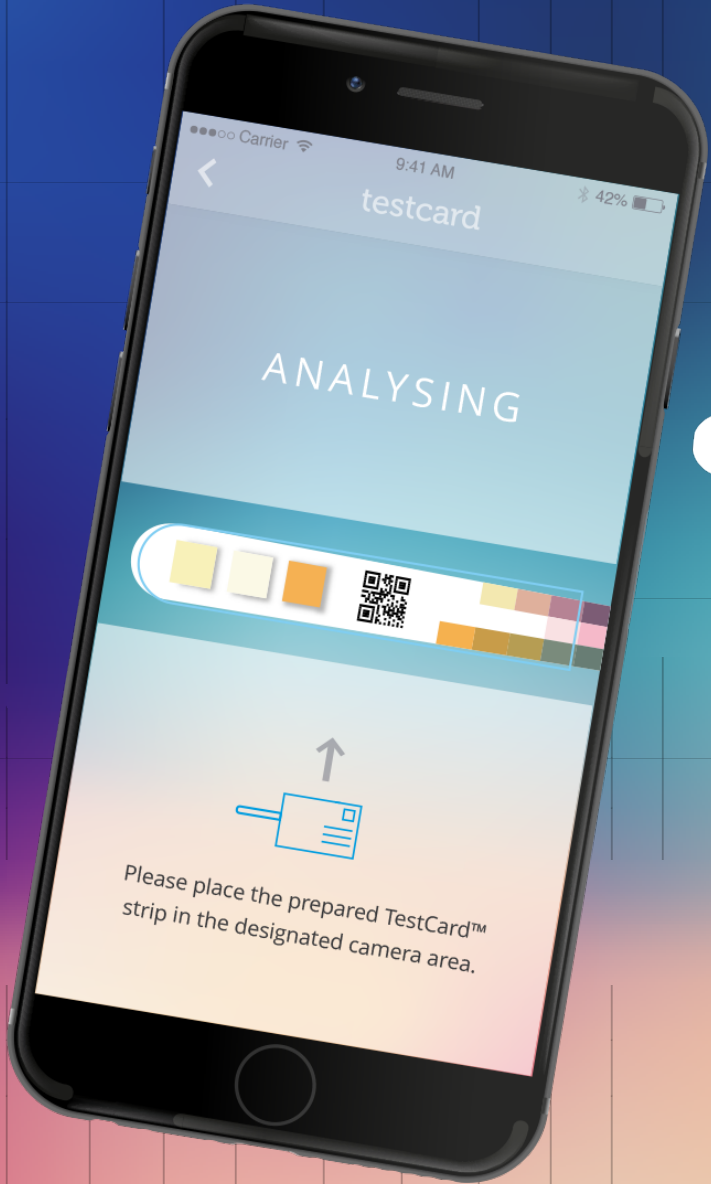 Carrier
9:41 AM
42%
testcard
ANALYSING
Please place the prepared TestCard™
strip in the designated camera area.